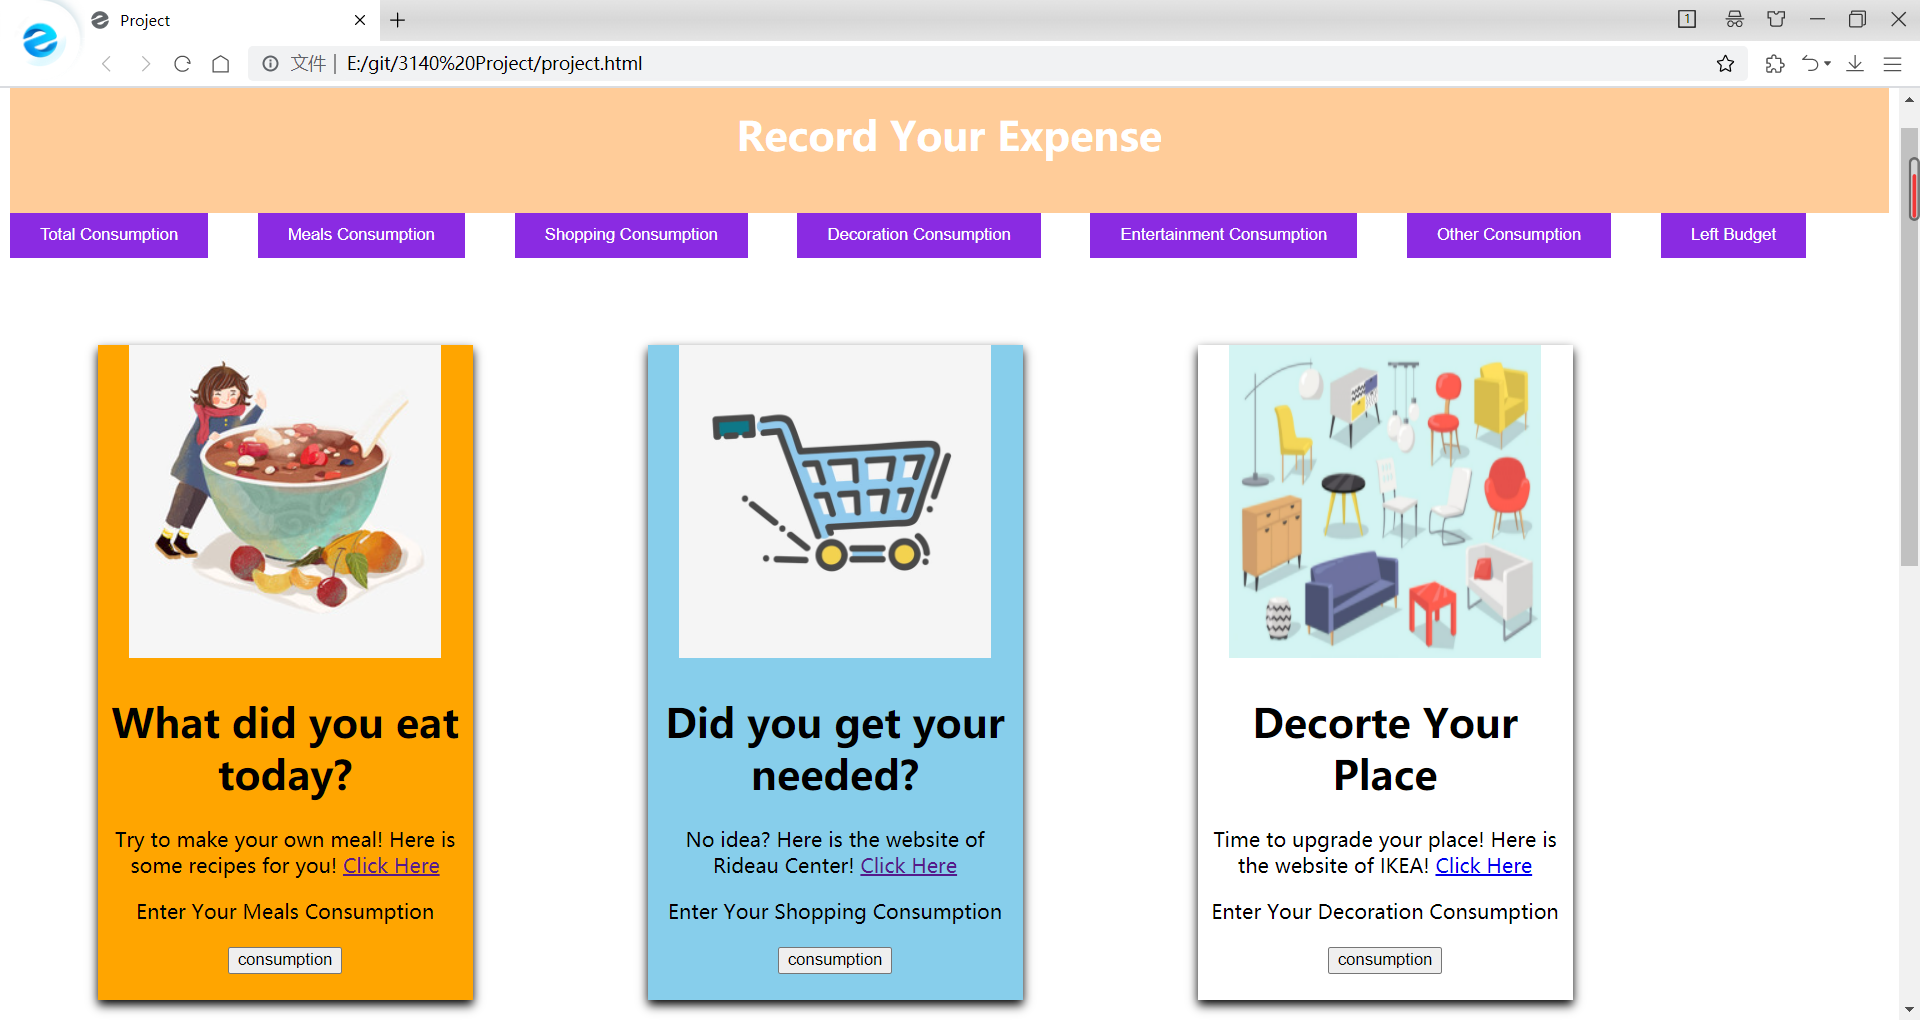 Project
1
文件 | E:/git/3140%20Project/project.html
Record Your Expense
Total Consumption
Meals Consumption
Shopping Consumption
Decoration Consumption
Entertainment Consumption
Other Consumption
Left Budget
What did you eat
today?
Try to make your own meal! Here is
some recipes for you! Click Here
Enter Your Meals Consumption
consumption
Did you get your
needed?
No idea? Here is the website of
Rideau Center! Click Here
Enter Your Shopping Consumption
consumption
Decorte Your
Place
Time to upgrade your place! Here is
the website of IKEA! Click Here
Enter Your Decoration Consumption
consumption